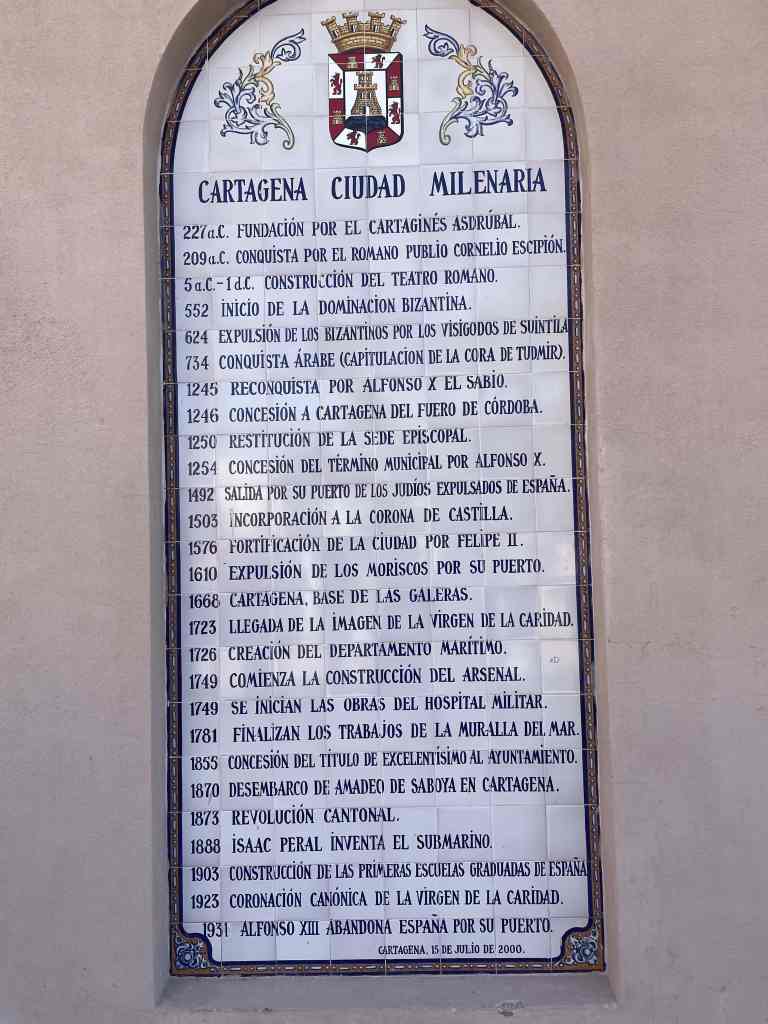 CARTAGENA CIUDAD MILENARIA
227a.C. FUNDACIÓN POR EL CARTAGINÉS ASDRÚBAL.
209a.C. CONQUISTA POR EL ROMANO PUBLIO CORNELIO ESCIPIÓN.
5a.C.-1d.C. CONSTRUCCIÓN DEL TEATRO ROMANO.
552 INICIO DE LA DOMINACION BIZANTINA.
624 EXPULSIÓN DE LOS BIZANTINOS POR LOS VISIGODOS DE SUINTILA
734 CONQUISTA ÁRABE (CAPITULACION DE LA CORA DE TUDMIR).
1245 RECONQUISTA POR ALFONSO X EL SABIO.
1246 CONCESIÓN A CARTAGENA DEL FUERO DE CÓRDOBA.
1250 RESTITUCIÓN DE LA SEDE EPISCOPAL.
1254 CONCESIÓN DEL TÉRMINO MUNICIPAL POR ALFONSO X.
1492 SALIDA POR SU PUERTO DE LOS JUDÍOS EXPULSADOS DE ESPAÑA.
1503 INCORPORACIÓN A LA CORONA DE CASTILLA.
1576 FORTIFICACIÓN DE LA CIUDAD POR FELIPE II.
1610 EXPULSIÓN DE LOS MORISCOS POR SU PUERTO.
1668 CARTAGENA, BASE DE LAS GALERAS.
1723 LLEGADA DE LA IMAGEN DE LA VIRGEN DE LA CARIDAD.
1726 CREACIÓN DEL DEPARTAMENTO MARÍTIMO.
1749 COMIENZA LA CONSTRUCCIÓN DEL ARSENAL.
1749 SE INICIAN LAS OBRAS DEL HOSPITAL MILITAR.
1781 FINALIZAN LOS TRABAJOS DE LA MURALLA DEL MAR.
1855 CONCESIÓN DEL TÍTULO DE EXCELENTÍSIMO AL AYUNTAMIENTO.
1870 DESEMBARCO DE AMADEO DE SABOYA EN CARTAGENA.
1873 REVOLUCIÓN CANTONAL.
1888 ISAAC PERAL INVENTA EL SUBMARINO.
1903 CONSTRUCCIÓN DE LAS PRIMERAS ESCUELAS GRADUADAS DE ESPAÑA
1923 CORONACIÓN CANÓNICA DE LA VIRGEN DE LA CARIDAD.
1931 ALFONSO XIII ABANDONA ESPAÑA POR SU PUERTO.
CARTAGENA, 15 DE JULIO DE 2000.